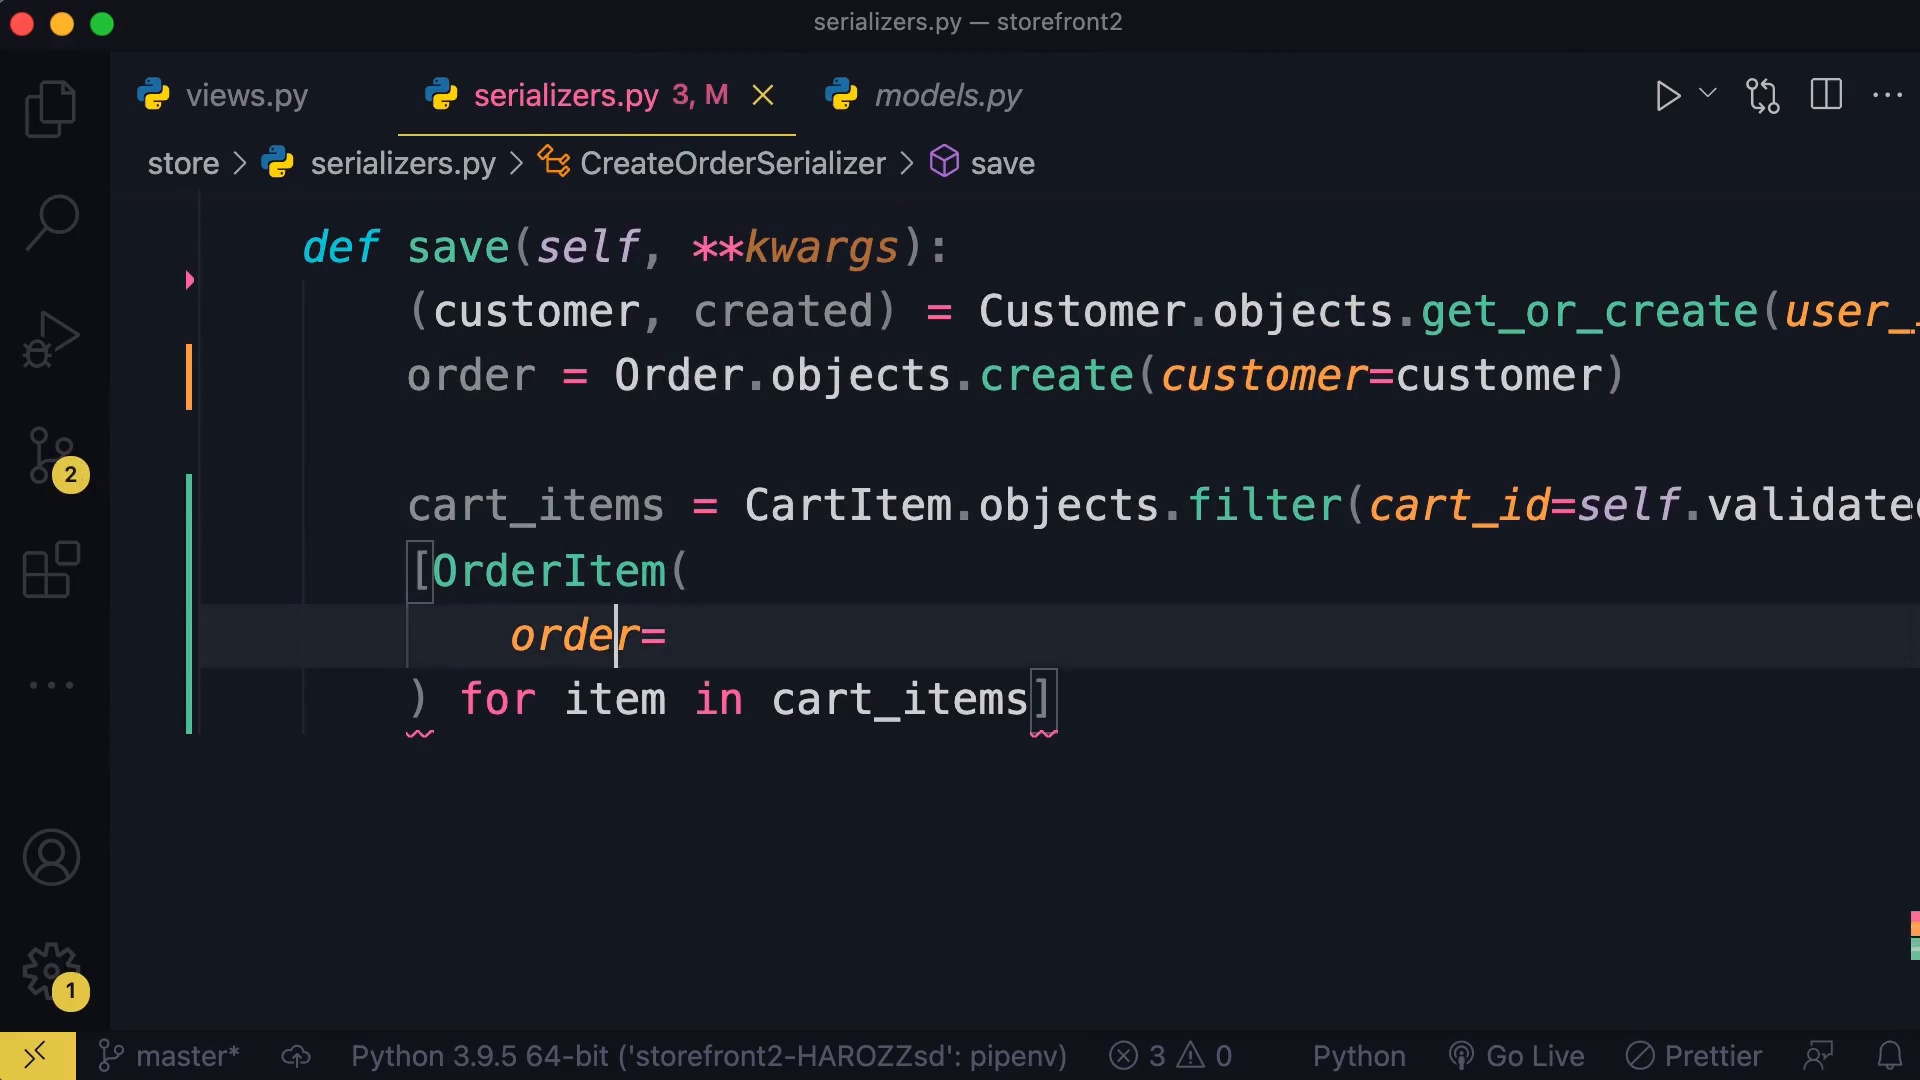 serializers.py — storefront2
views.py serializers.py 3, M models.py
store serializers.py CreateOrderSerializer save
def save(self, **kwargs):
(customer, created) = Customer.objects.get_or_create(user_
order = Order.objects.create(customer=customer)
cart_items = CartItem.objects.filter(cart_id=self.validate
[OrderItem(
order=
) for item in cart_items]
2
1
master* Python 3.9.5 64-bit ('storefront2-HAROZZsd': pipenv) 3 0 Python Go Live Prettier